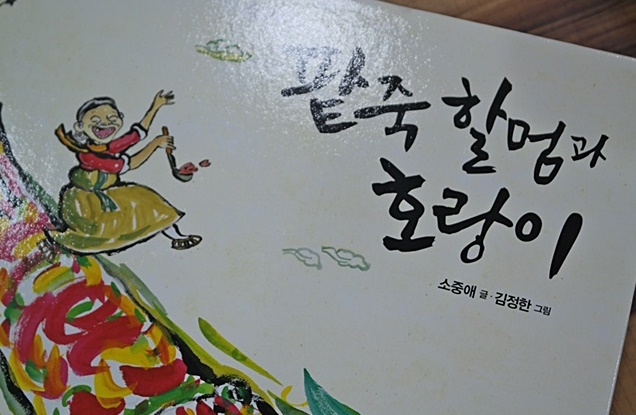 팥죽 할멈과
호랑이
소중애 글·김정한 그림